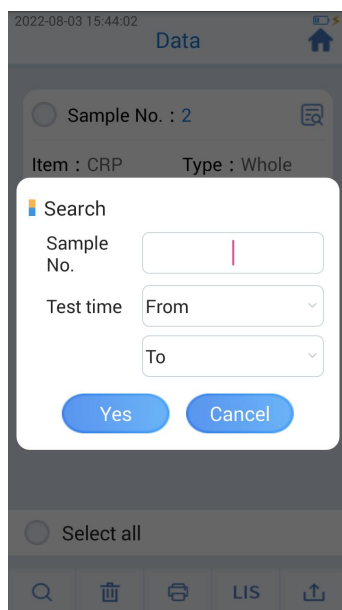 2022-08-03 15:44:02
Data
Sample No.：2
Item：CRP Type：Whole
Search
Sample
No.
Test time From
To
Yes Cancel
Select all
LIS